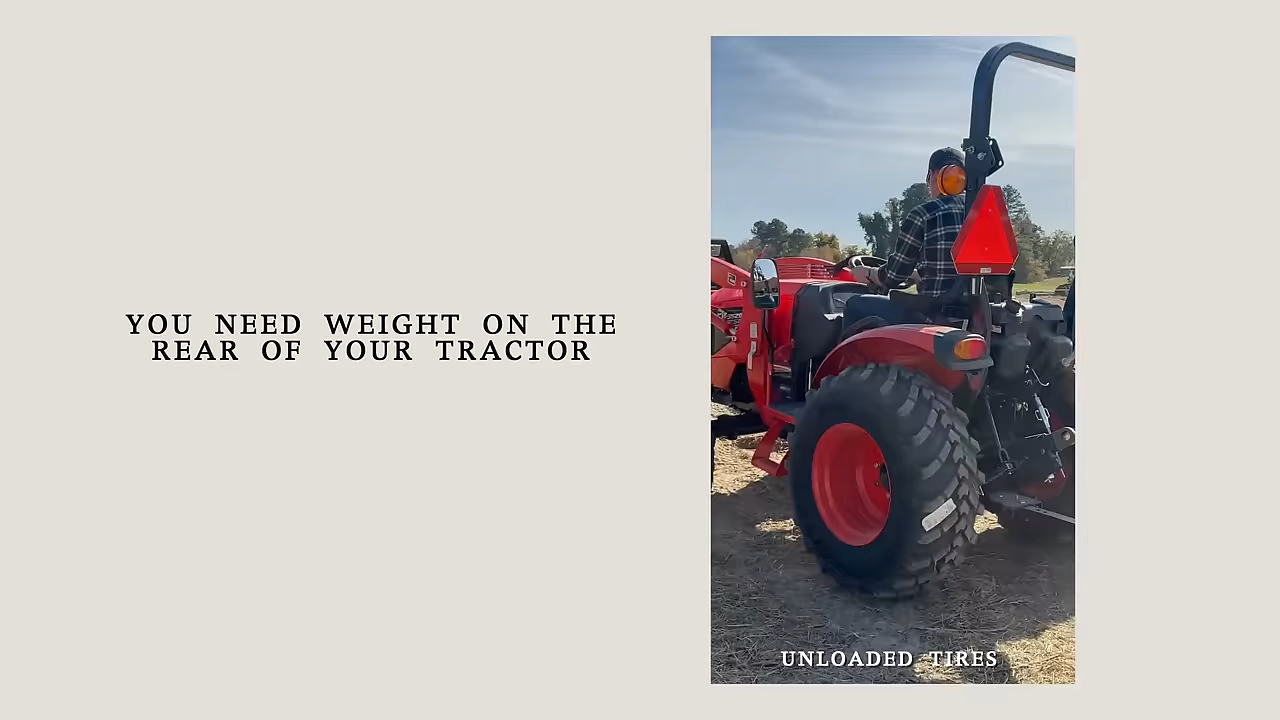 YOU NEED WEIGHT ON THE
REAR OF YOUR TRACTOR
UNLOADED TIRES